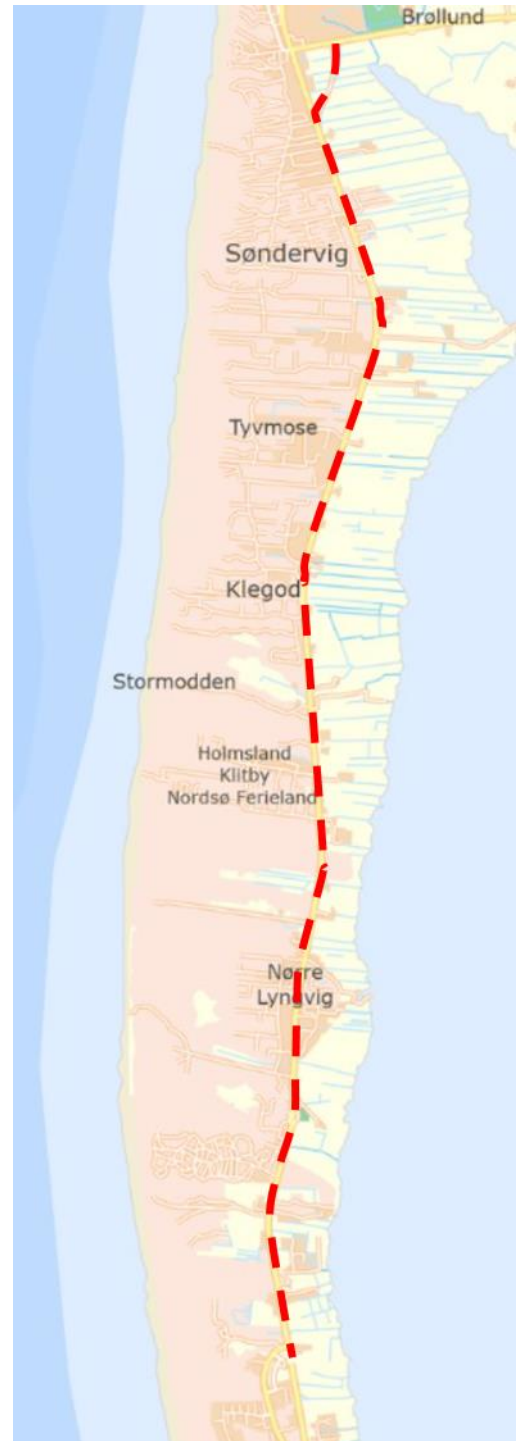 Brøllund
Søndervig
Tyvmose
Klegod
Stormodden
Holmsland
Klitby
Nordsø Ferieland
Nørre
Lyngvig